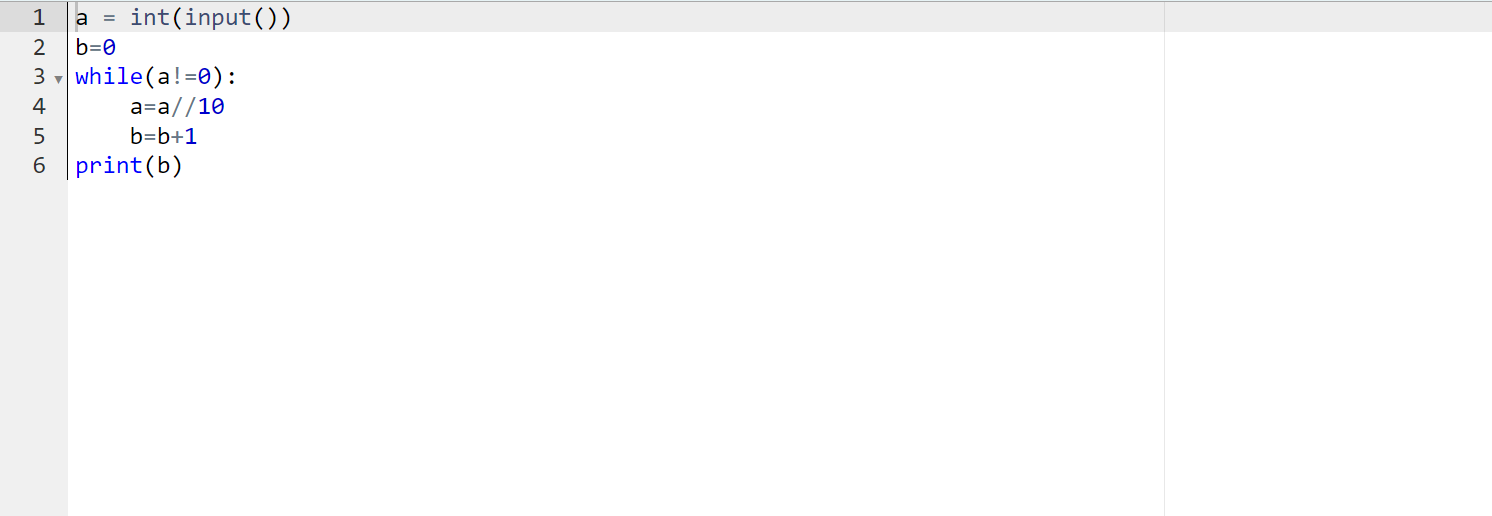 1 a = int(input())
2 b=0
3 while(a!=0):
4     a=a//10
5     b=b+1
6 print(b)